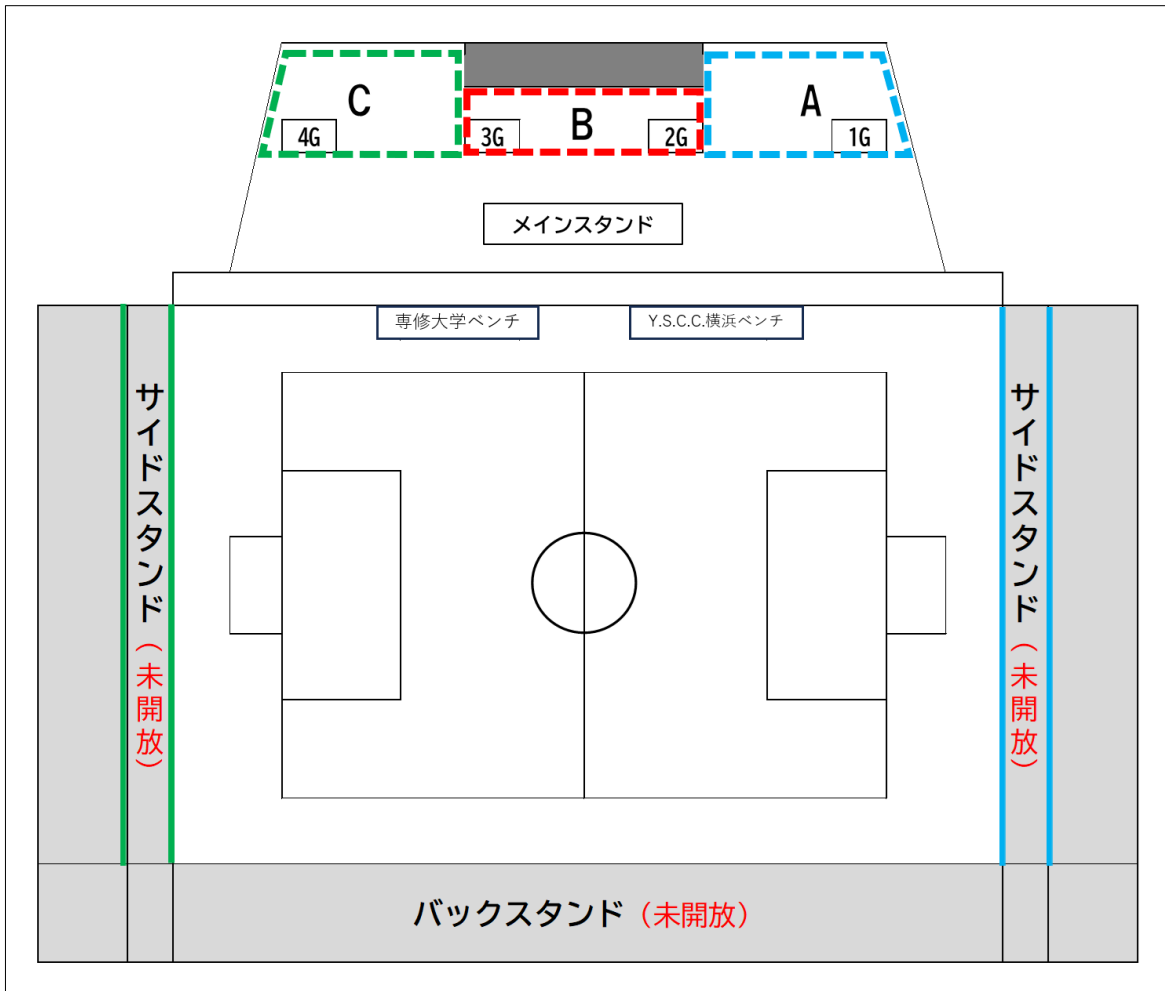 C
B
A
4G
3G
2G
1G
メインスタンド
専修大学ベンチ
Y.S.C.C.横浜ベンチ
サイドスタンド(未開放)
サイドスタンド(未開放)
バックスタンド(未開放)